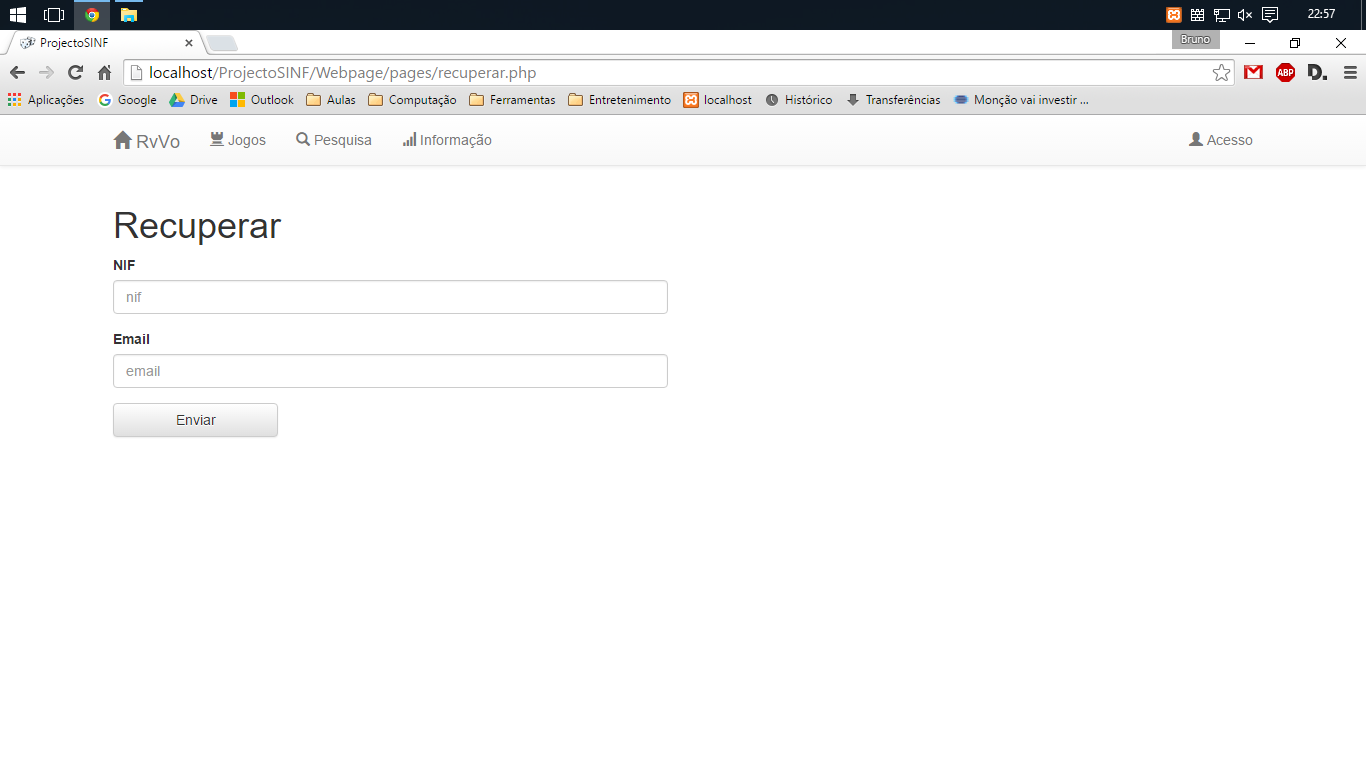 22:57
ProjectoSINF
Bruno
localhost/ProjectoSINF/Webpage/pages/recuperar.php
ABP
D.
Aplicações Google Drive Outlook Aulas Computação Ferramentas Entretenimento localhost Histórico Transferências Monção vai investir ...
RvVo Jogos Pesquisa Informação Acesso
Recuperar
NIF
nif
Email
email
Enviar